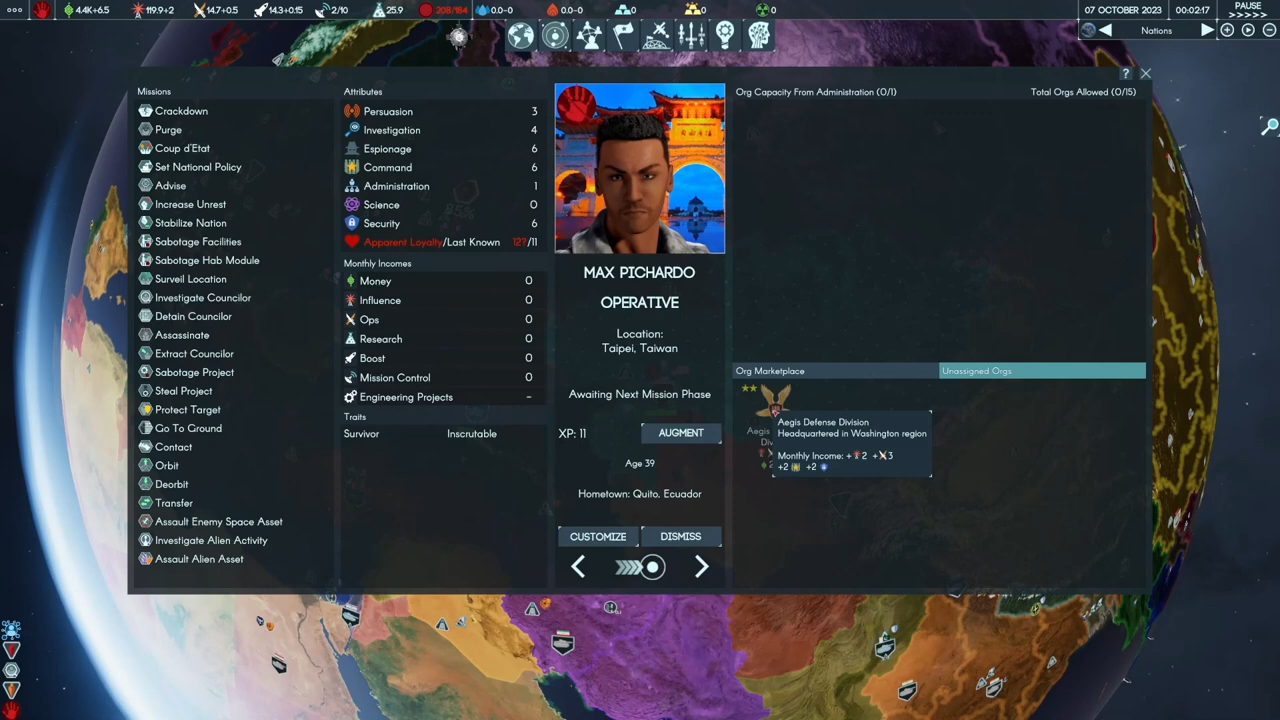 4.4K+6.5 119.9+2 14.7+0.5 14.3+0.15 2/10 25.9 208/184 0.0-0 0.0-0 0 0 0
07 OCTOBER 2023 00:02:17 PAUSE
>>>>>
Nations
Missions
Crackdown
Purge
Coup d'Etat
Set National Policy
Advise
Increase Unrest
Stabilize Nation
Sabotage Facilities
Sabotage Hab Module
Surveil Location
Investigate Councilor
Detain Councilor
Assassinate
Extract Councilor
Sabotage Project
Steal Project
Protect Target
Go To Ground
Contact
Orbit
Deorbit
Transfer
Assault Enemy Space Asset
Investigate Alien Activity
Assault Alien Asset
Attributes
Persuasion 3
Investigation 4
Espionage 6
Command 6
Administration 1
Science 0
Security 6
Apparent Loyalty/Last Known 12?/11
Monthly Incomes
Money 0
Influence 0
Ops 0
Research 0
Boost 0
Mission Control 0
Engineering Projects -
Traits
Survivor Inscrutable
MAX PICHARDO
OPERATIVE
Location:
Taipei, Taiwan
Awaiting Next Mission Phase
XP: 11 AUGMENT
Age 39
Hometown: Quito, Ecuador
CUSTOMIZE DISMISS
? X
Org Capacity From Administration (0/1) Total Orgs Allowed (0/15)
Org Marketplace Unassigned Orgs
Aegis
Aegis Defense Division
Headquartered in Washington region
Monthly Income: +2 +3
+2 +2